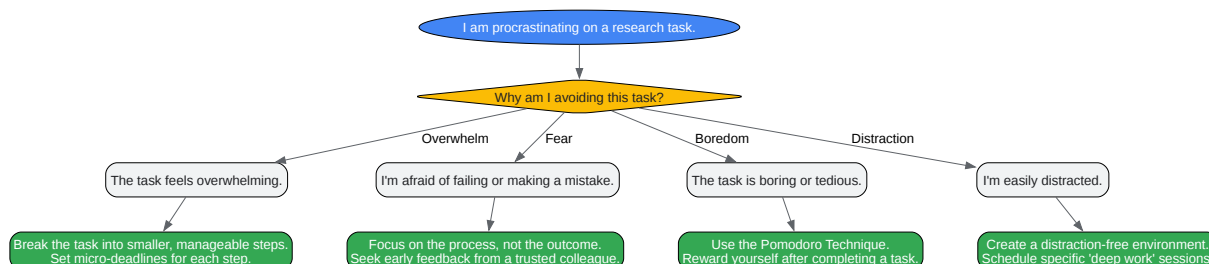 I am procrastinating on a research task.
Why am I avoiding this task?
Overwhelm
Fear
Boredom
Distraction
The task feels overwhelming.
I'm afraid of failing or making a mistake.
The task is boring or tedious.
I'm easily distracted.
Break the task into smaller, manageable steps.
Set micro-deadlines for each step.
Focus on the process, not the outcome.
Seek early feedback from a trusted colleague.
Use the Pomodoro Technique.
Reward yourself after completing a task.
Create a distraction-free environment.
Schedule specific 'deep work' sessions